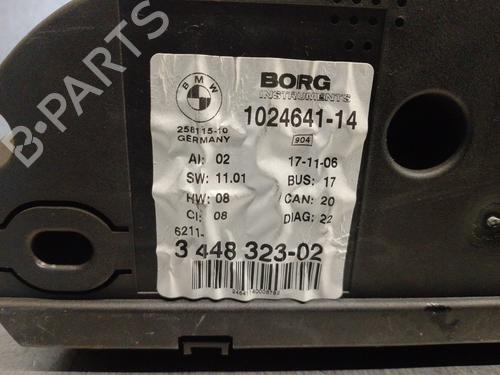 B-PARTS
BMW
BORG
INSTRUMENTS
1024641-14
258115-10
GERMANY
904
AI: 02
17-11-06
SW: 11.01
BUS: 17
HW: 08
CAN: 20
CI: 08
DIAG: 22
6211-
3 448 323-02